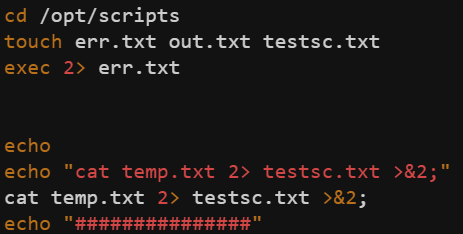 cd /opt/scripts
touch err.txt out.txt testsc.txt
exec 2> err.txt
echo
echo "cat temp.txt 2> testsc.txt >&2;"
cat temp.txt 2> testsc.txt >&2;
echo "###############"